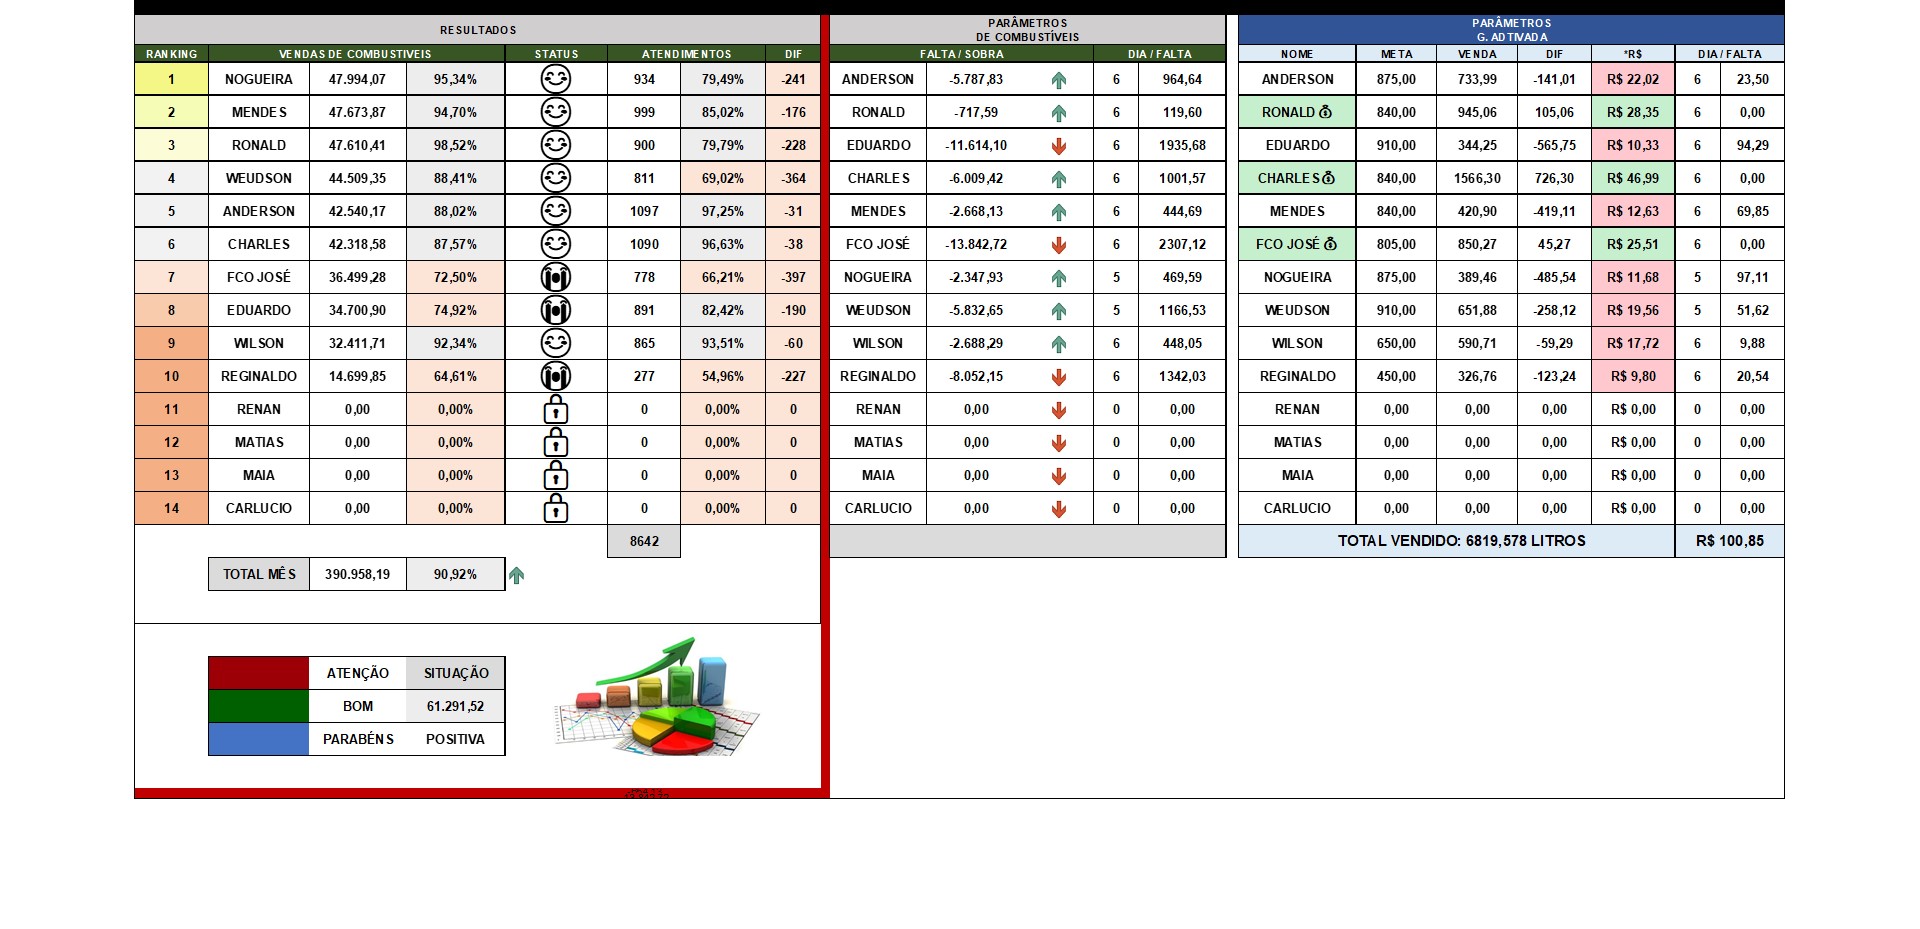 RESULTADOS
RANKING VENDAS DE COMBUSTIVEIS STATUS ATENDIMENTOS DIF
1 NOGUEIRA 47.994,07 95,34% 934 79,49% -241
2 MENDES 47.673,87 94,70% 999 85,02% -176
3 RONALD 47.610,41 98,52% 900 79,79% -228
4 WEUDSON 44.509,35 88,41% 811 69,02% -364
5 ANDERSON 42.540,17 88,02% 1097 97,25% -31
6 CHARLES 42.318,58 87,57% 1090 96,63% -38
7 FCO JOSÉ 36.499,28 72,50% 778 66,21% -397
8 EDUARDO 34.700,90 74,92% 891 82,42% -190
9 WILSON 32.411,71 92,34% 865 93,51% -60
10 REGINALDO 14.699,85 64,61% 277 54,96% -227
11 RENAN 0,00 0,00% 0 0,00% 0
12 MATIAS 0,00 0,00% 0 0,00% 0
13 MAIA 0,00 0,00% 0 0,00% 0
14 CARLUCIO 0,00 0,00% 0 0,00% 0
8642
TOTAL MÊS 390.958,19 90,92%
ATENÇÃO SITUAÇÃO
BOM 61.291,52
PARABÉNS POSITIVA
PARÂMETROS
DE COMBUSTÍVEIS
FALTA / SOBRA DIA / FALTA
ANDERSON -5.787,83 6 964,64
RONALD -717,59 6 119,60
EDUARDO -11.614,10 6 1935,68
CHARLES -6.009,42 6 1001,57
MENDES -2.668,13 6 444,69
FCO JOSÉ -13.842,72 6 2307,12
NOGUEIRA -2.347,93 5 469,59
WEUDSON -5.832,65 5 1166,53
WILSON -2.688,29 6 448,05
REGINALDO -8.052,15 6 1342,03
RENAN 0,00 0 0,00
MATIAS 0,00 0 0,00
MAIA 0,00 0 0,00
CARLUCIO 0,00 0 0,00
PARÂMETROS
G. ADTIVADA
NOME META VENDA DIF *R$ DIA / FALTA
ANDERSON 875,00 733,99 -141,01 R$ 22,02 6 23,50
RONALD 840,00 945,06 105,06 R$ 28,35 6 0,00
EDUARDO 910,00 344,25 -565,75 R$ 10,33 6 94,29
CHARLES 840,00 1566,30 726,30 R$ 46,99 6 0,00
MENDES 840,00 420,90 -419,11 R$ 12,63 6 69,85
FCO JOSÉ 805,00 850,27 45,27 R$ 25,51 6 0,00
NOGUEIRA 875,00 389,46 -485,54 R$ 11,68 5 97,11
WEUDSON 910,00 651,88 -258,12 R$ 19,56 5 51,62
WILSON 650,00 590,71 -59,29 R$ 17,72 6 9,88
REGINALDO 450,00 326,76 -123,24 R$ 9,80 6 20,54
RENAN 0,00 0,00 0,00 R$ 0,00 0 0,00
MATIAS 0,00 0,00 0,00 R$ 0,00 0 0,00
MAIA 0,00 0,00 0,00 R$ 0,00 0 0,00
CARLUCIO 0,00 0,00 0,00 R$ 0,00 0 0,00
TOTAL VENDIDO: 6819,578 LITROS R$ 100,85